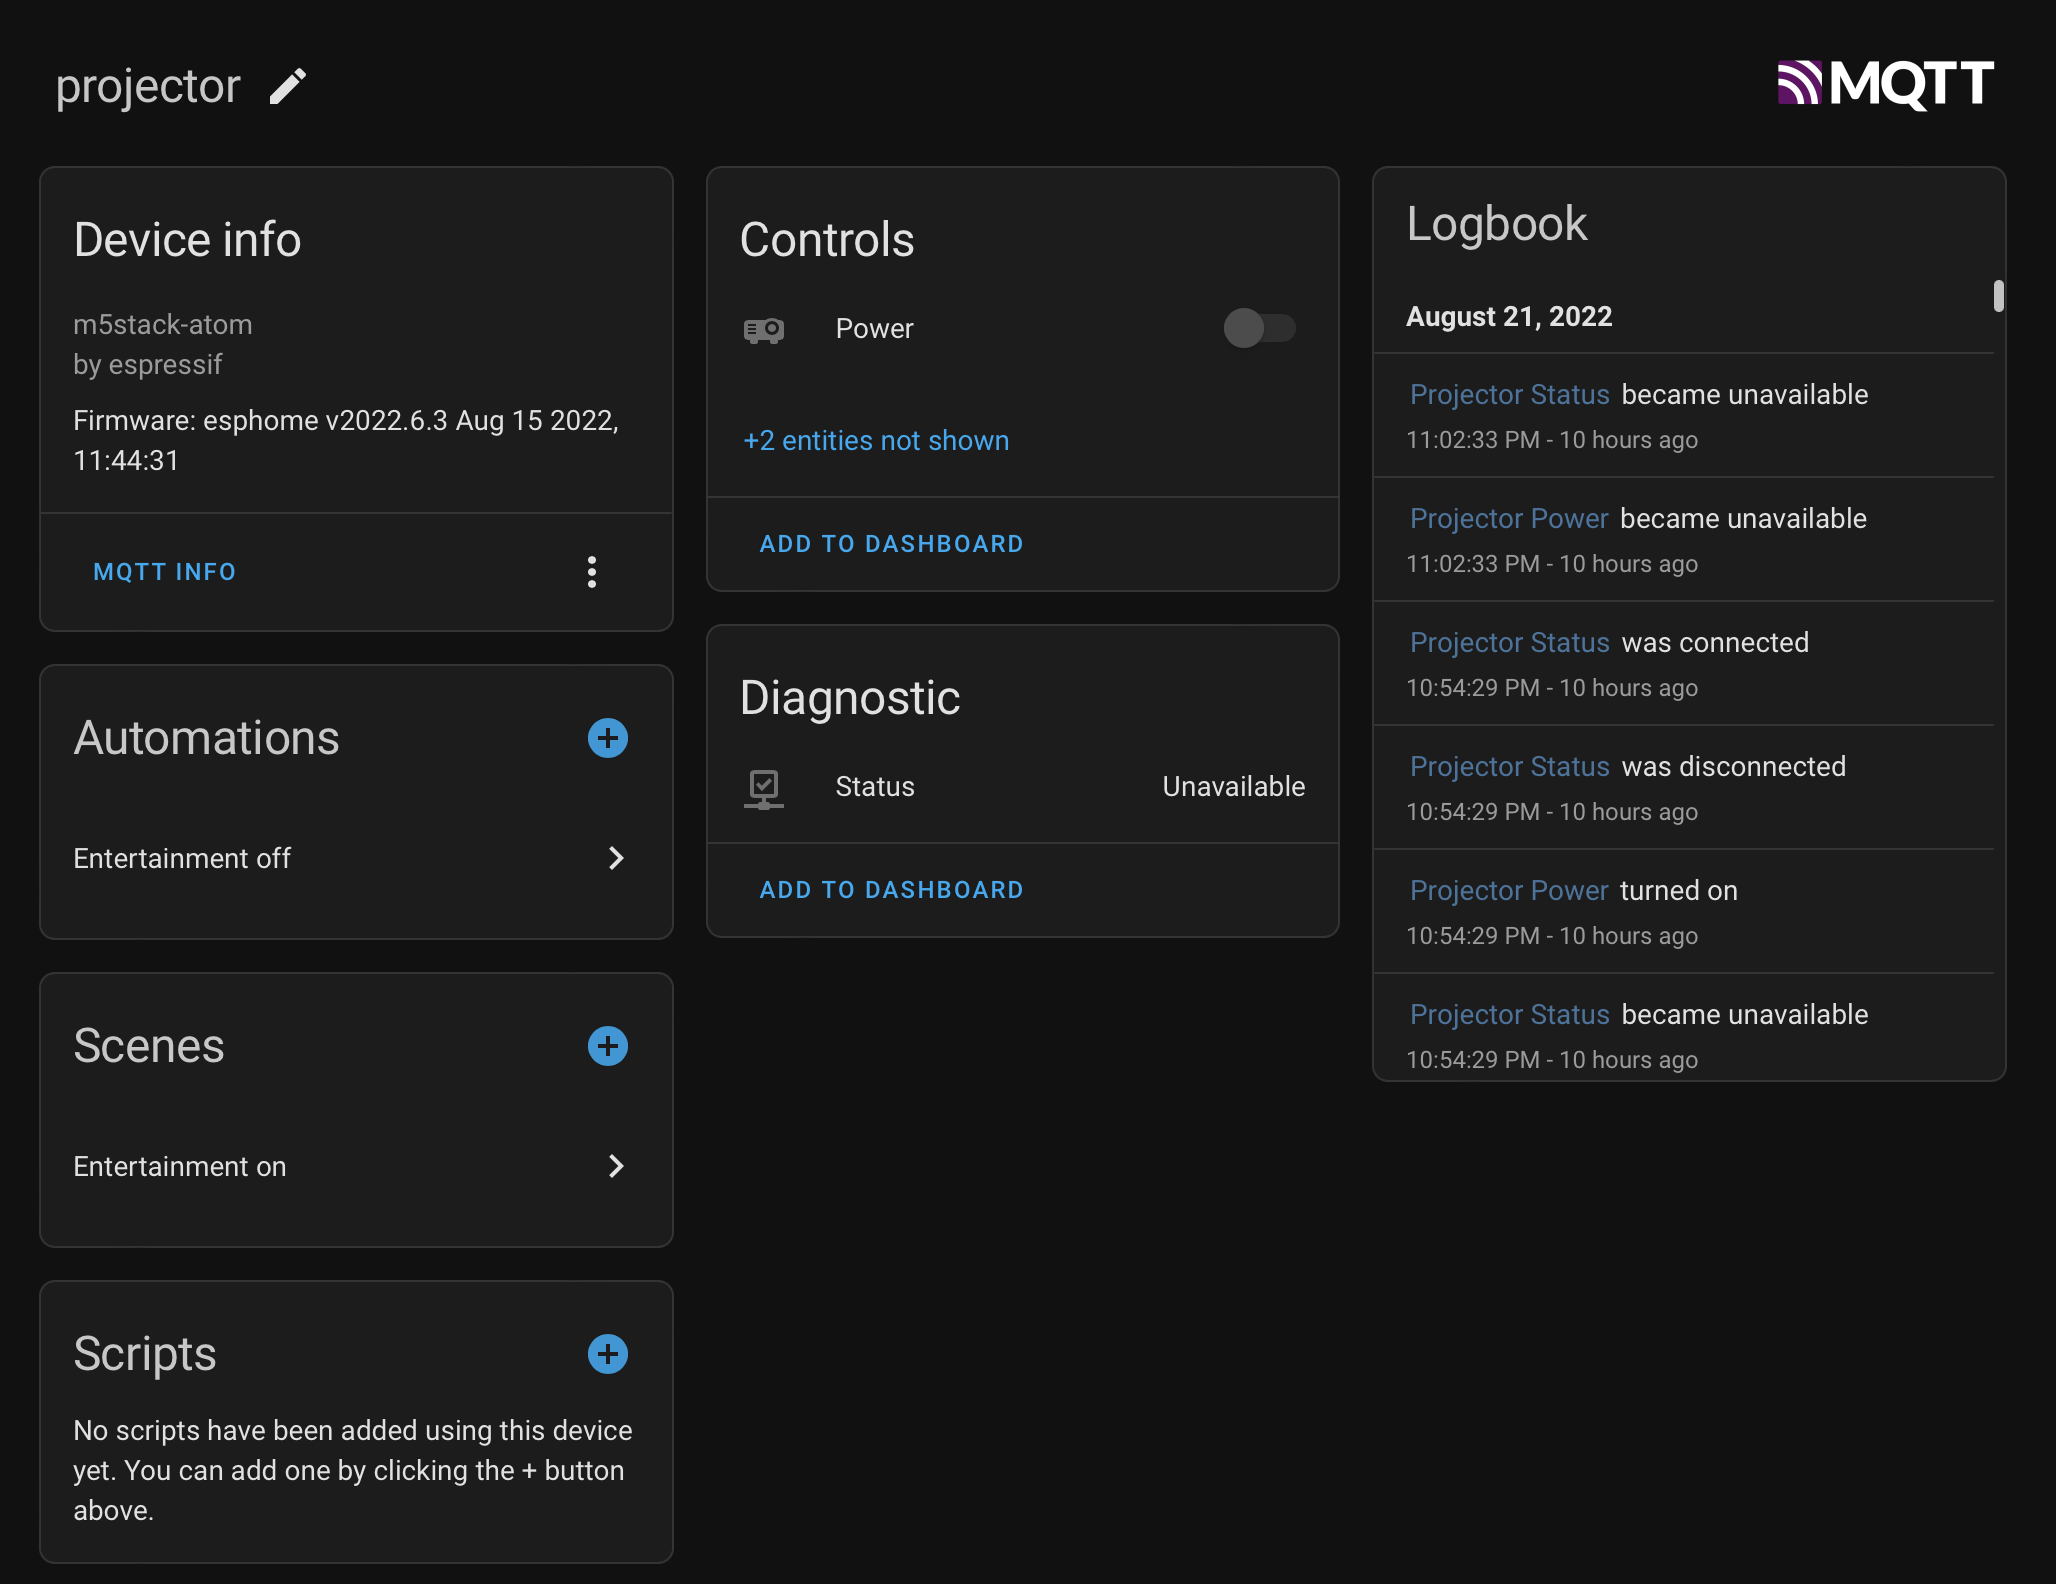 projector
MQTT
Device info
m5stack-atom
by espressif
Firmware: esphome v2022.6.3 Aug 15 2022,
11:44:31
MQTT INFO
Automations
Entertainment off
Scenes
Entertainment on
Scripts
No scripts have been added using this device
yet. You can add one by clicking the + button
above.
Controls
Power
+2 entities not shown
ADD TO DASHBOARD
Diagnostic
Status Unavailable
ADD TO DASHBOARD
Logbook
August 21, 2022
Projector Status became unavailable
11:02:33 PM - 10 hours ago
Projector Power became unavailable
11:02:33 PM - 10 hours ago
Projector Status was connected
10:54:29 PM - 10 hours ago
Projector Status was disconnected
10:54:29 PM - 10 hours ago
Projector Power turned on
10:54:29 PM - 10 hours ago
Projector Status became unavailable
10:54:29 PM - 10 hours ago